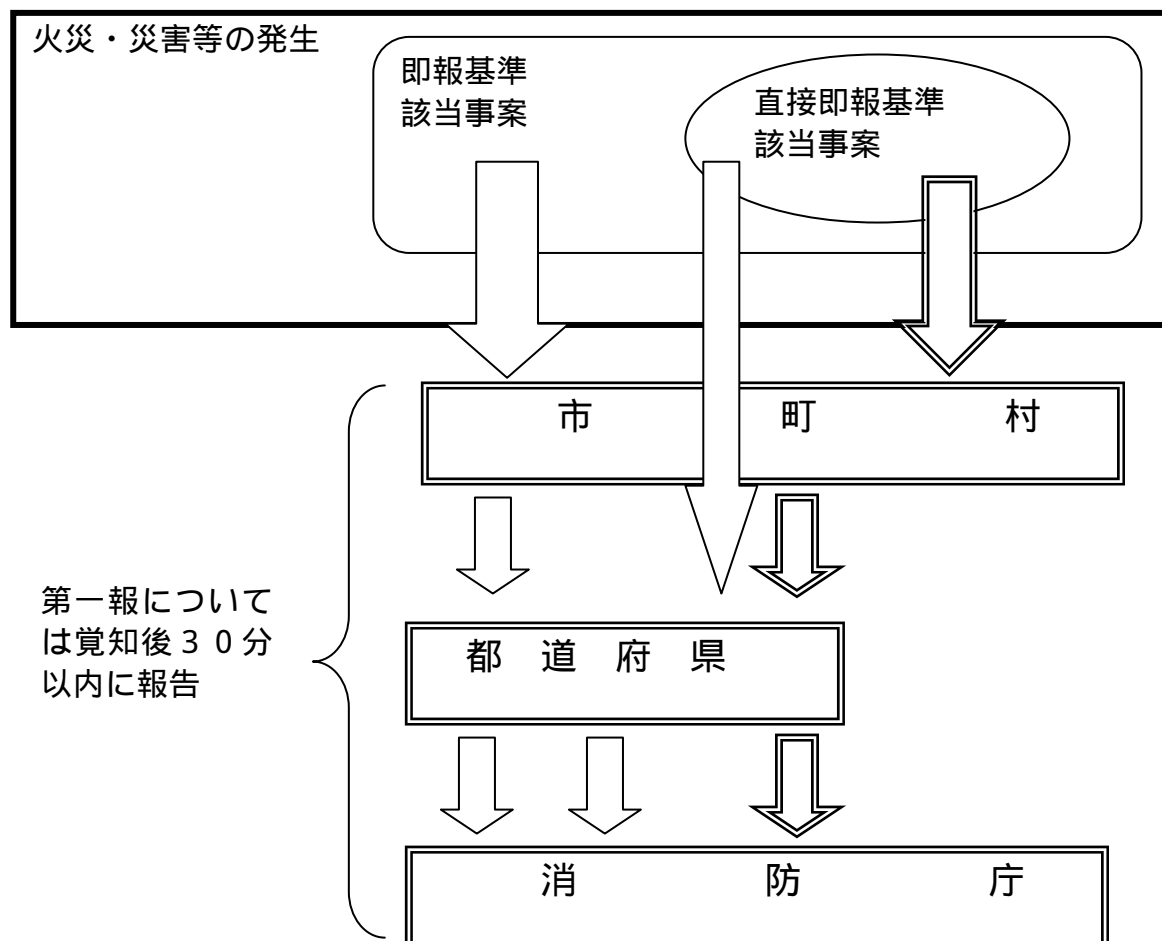 火災・災害等の発生
即報基準
該当事案
直接即報基準
該当事案
市町村
第一報について
は覚知後３０分
以内に報告
都道府県
消防庁